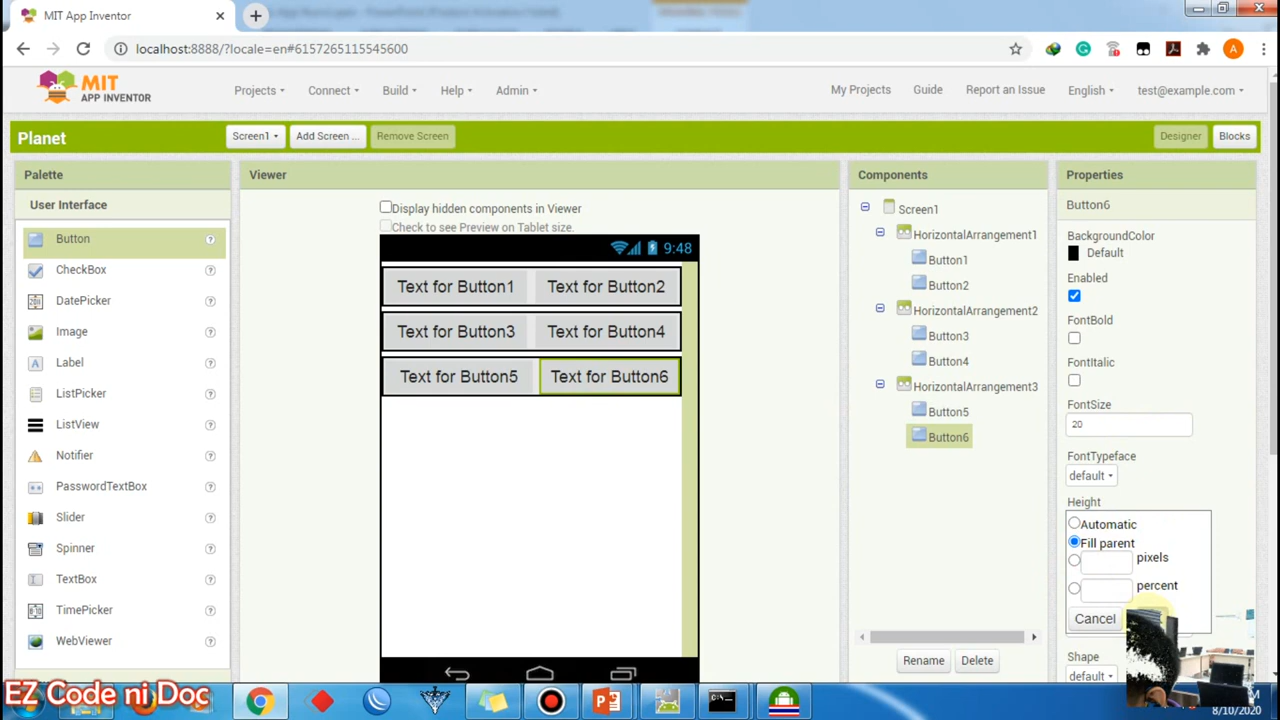 MIT App Inventor
localhost:8888/?locale=en#6157265115545600
A
MIT
APP INVENTOR
Projects
Connect
Build
Help
Admin
My Projects
Guide
Report an Issue
English
test@example.com
Planet
Screen1
Add Screen ...
Remove Screen
Designer
Blocks
Palette
Viewer
Components
Properties
User Interface
Button
CheckBox
DatePicker
Image
Label
ListPicker
ListView
Notifier
PasswordTextBox
Slider
Spinner
TextBox
TimePicker
WebViewer
Display hidden components in Viewer
Check to see Preview on Tablet size.
9:48
Text for Button1 Text for Button2
Text for Button3 Text for Button4
Text for Button5 Text for Button6
Screen1
HorizontalArrangement1
Button1
Button2
HorizontalArrangement2
Button3
Button4
HorizontalArrangement3
Button5
Button6
Rename
Delete
Button6
BackgroundColor
Default
Enabled
FontBold
FontItalic
FontSize
20
FontTypeface
default
Height
Automatic
Fill parent
pixels
percent
Cancel
Shape
default
EZ Code ni Doc
8/10/2020